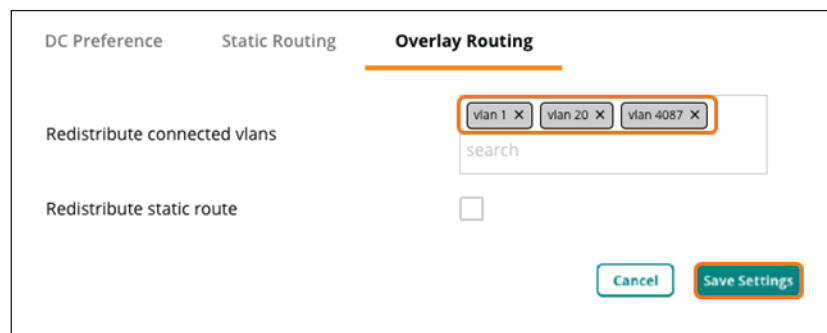 DC Preference Static Routing Overlay Routing
Redistribute connected vlans
vlan 1 × vlan 20 × vlan 4087 ×
search
Redistribute static route
Cancel Save Settings